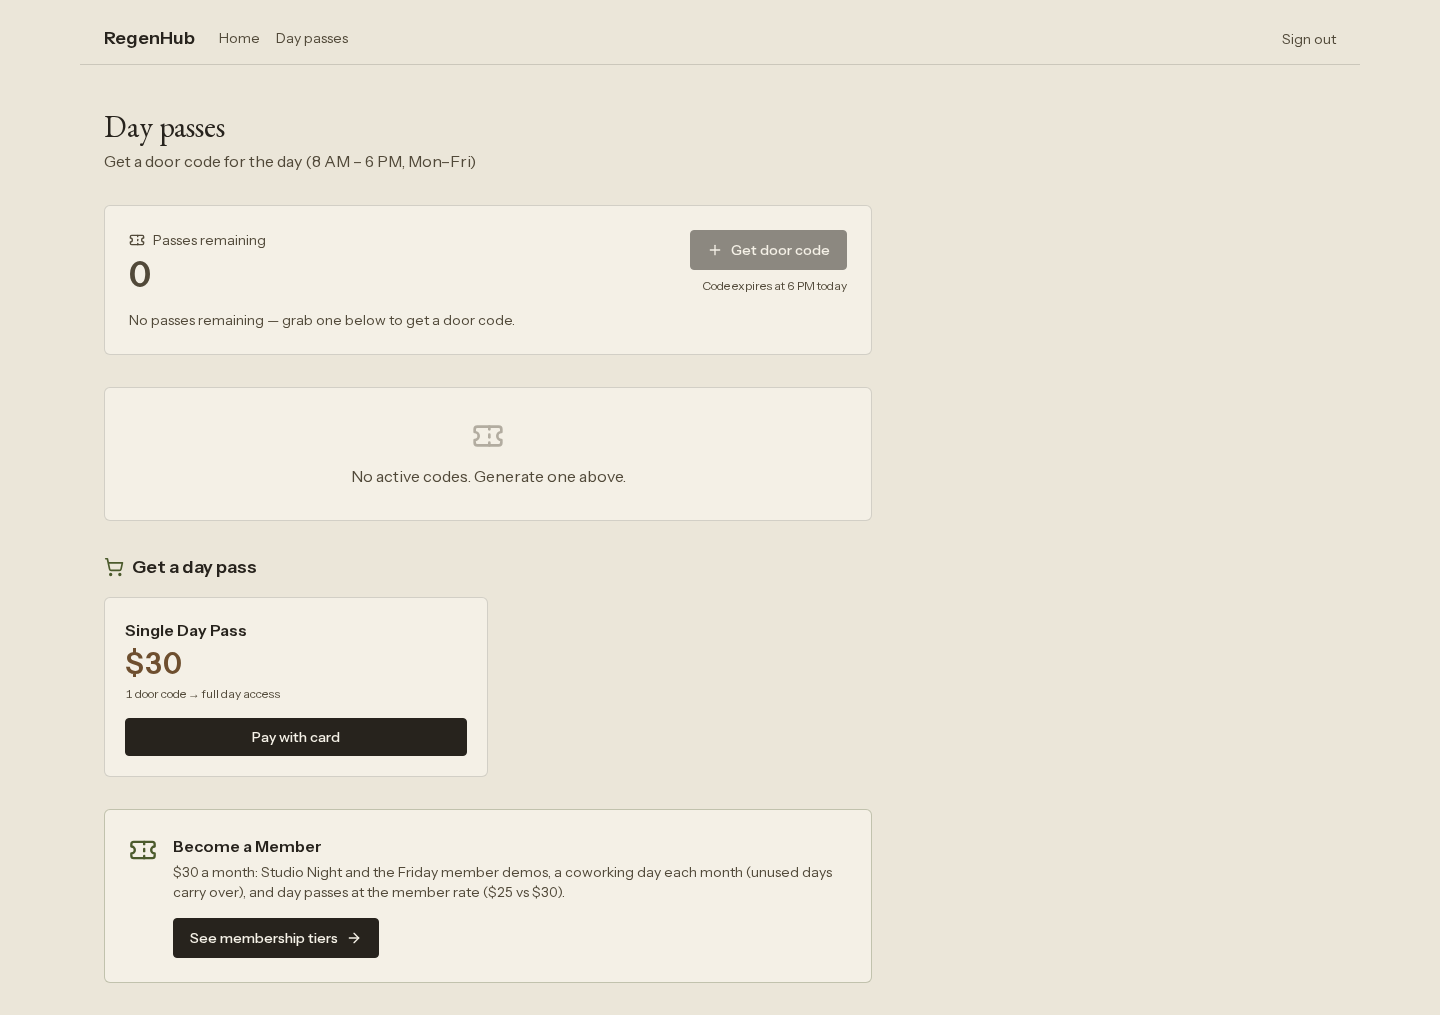 RegenHub
Home
Day passes
Sign out
Day passes
Get a door code for the day (8 AM – 6 PM, Mon–Fri)
Passes remaining
0
Get door code
Code expires at 6 PM today
No passes remaining — grab one below to get a door code.
No active codes. Generate one above.
Get a day pass
Single Day Pass
$30
1 door code → full day access
Pay with card
Become a Member
$30 a month: Studio Night and the Friday member demos, a coworking day each month (unused days
carry over), and day passes at the member rate ($25 vs $30).
See membership tiers →